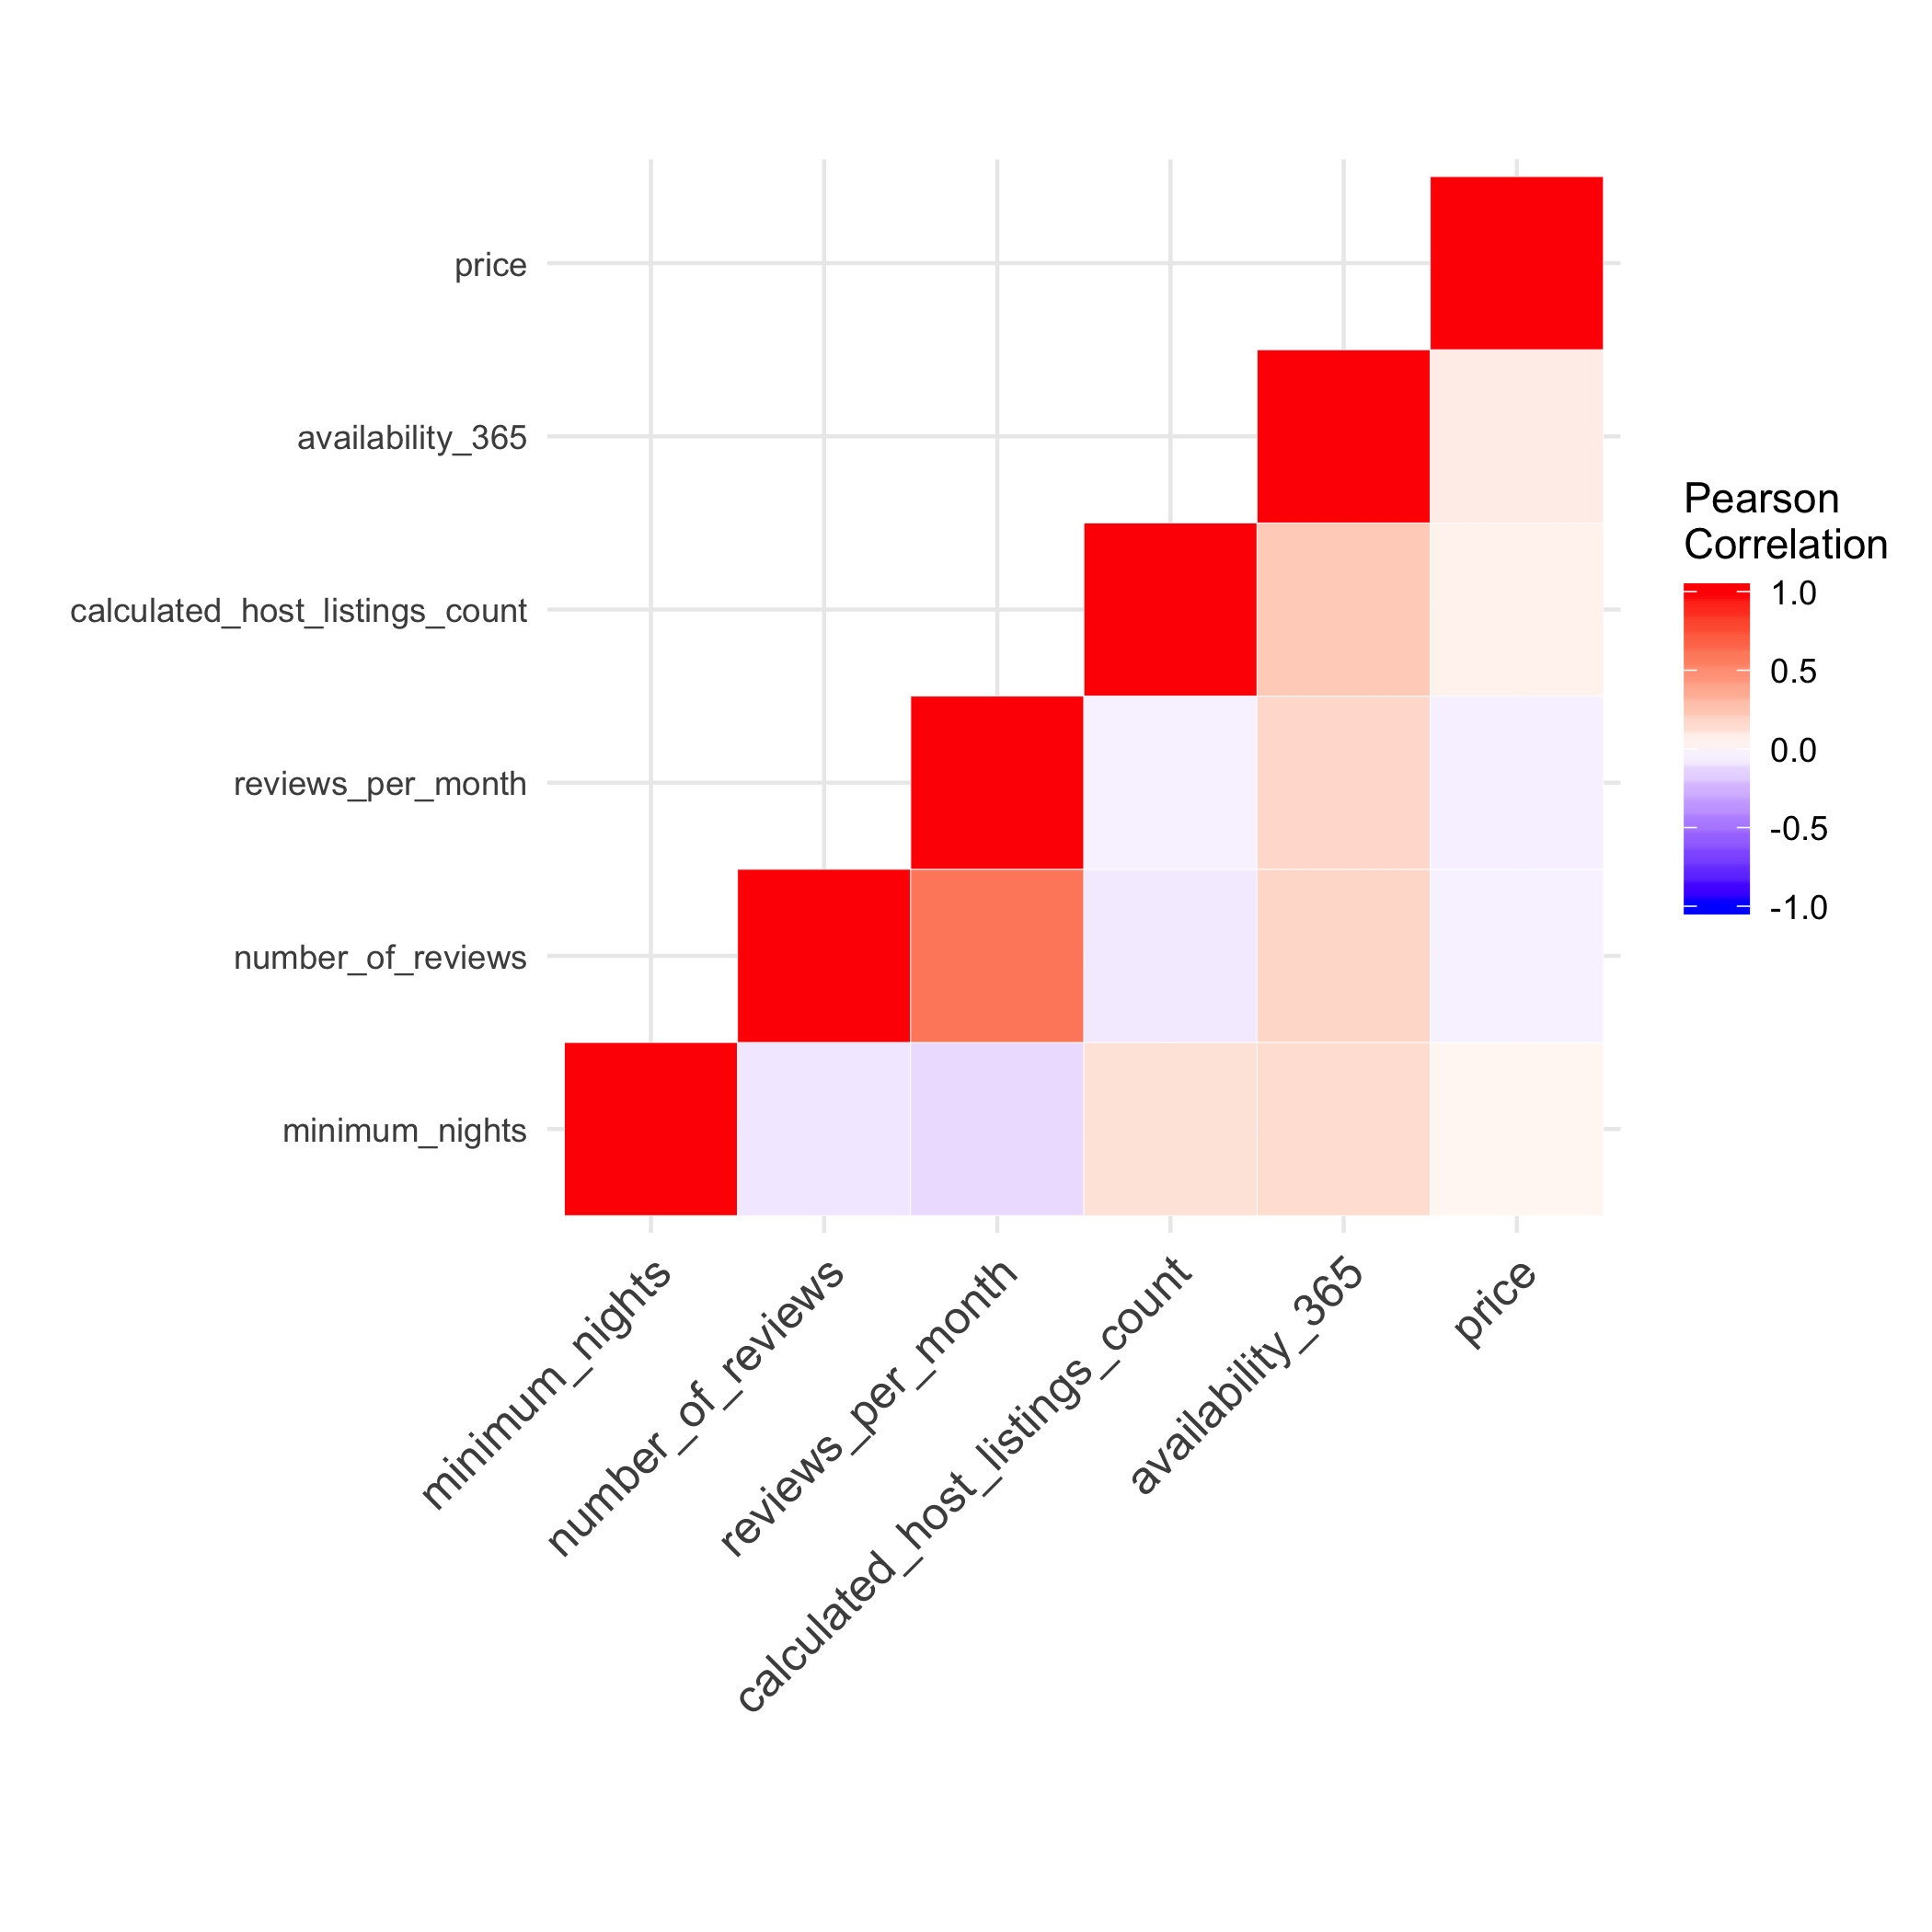 price
availability_365
calculated_host_listings_count
reviews_per_month
number_of_reviews
minimum_nights
minimum_nights
number_of_reviews
reviews_per_month
calculated_host_listings_count
availability_365
price
Pearson
Correlation
1.0
0.5
0.0
-0.5
-1.0